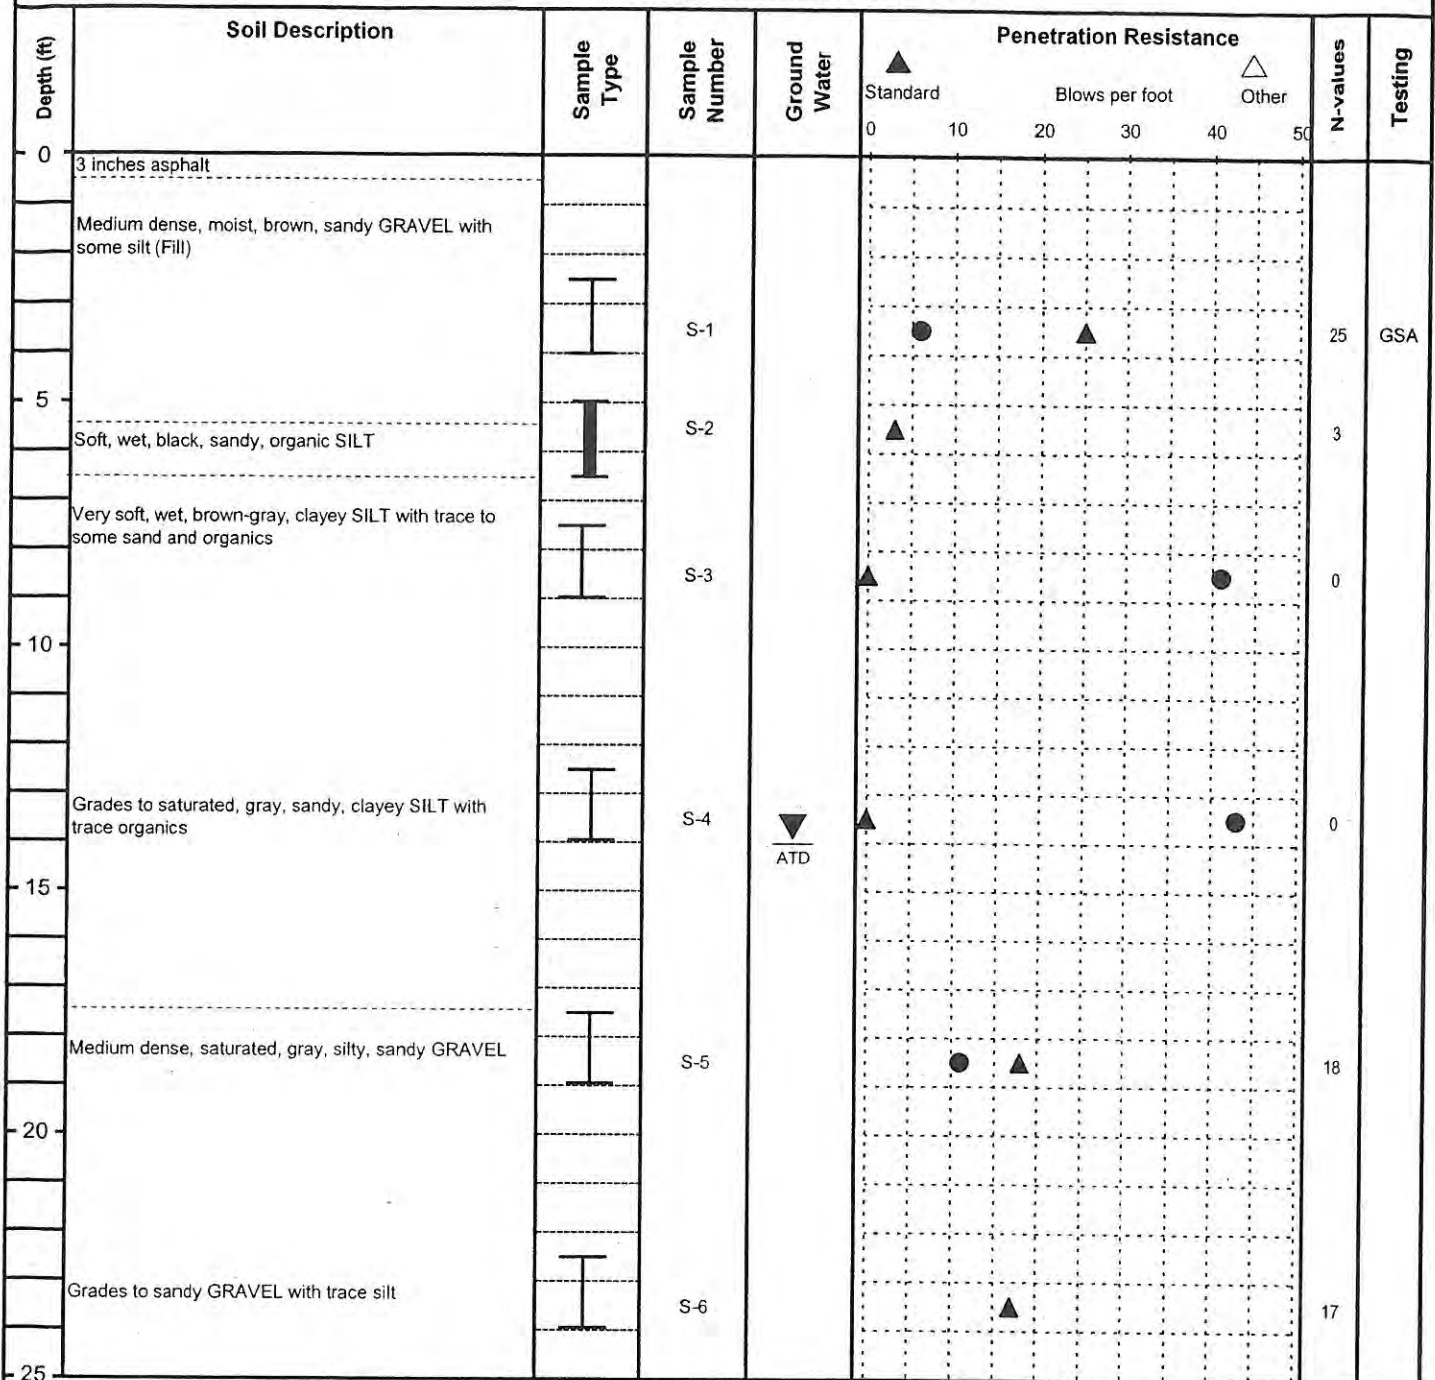 Depth (ft)
Soil Description
Sample Type
Sample Number
Ground Water
Penetration Resistance
Standard
Blows per foot
Other
0 10 20 30 40 50
N-values
Testing
0
3 inches asphalt
Medium dense, moist, brown, sandy GRAVEL with
some silt (Fill)
S-1
25
GSA
5
Soft, wet, black, sandy, organic SILT
S-2
3
Very soft, wet, brown-gray, clayey SILT with trace to
some sand and organics
S-3
0
10
Grades to saturated, gray, sandy, clayey SILT with
trace organics
S-4
ATD
0
15
Medium dense, saturated, gray, silty, sandy GRAVEL
S-5
18
20
Grades to sandy GRAVEL with trace silt
S-6
17
25